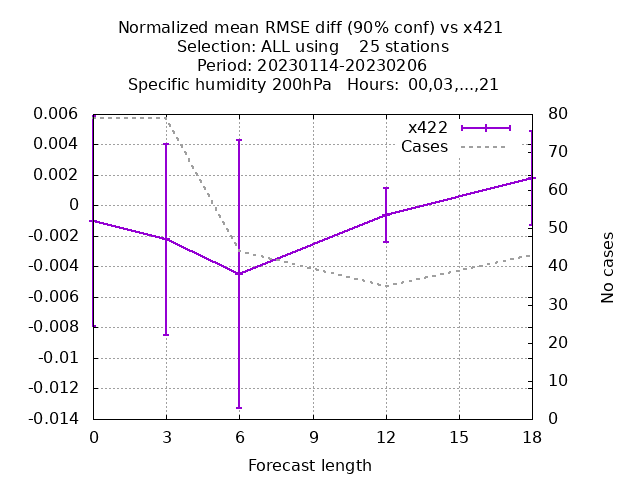 Normalized mean RMSE diff (90% conf) vs x421
Selection: ALL using    25 stations
Period: 20230114-20230206
Specific humidity 200hPa   Hours:  00,03,...,21
x422
Cases
0.006
0.004
0.002
0
-0.002
-0.004
-0.006
-0.008
-0.01
-0.012
-0.014
80
70
60
50
40
30
20
10
0
No cases
0 3 6 9 12 15 18
Forecast length